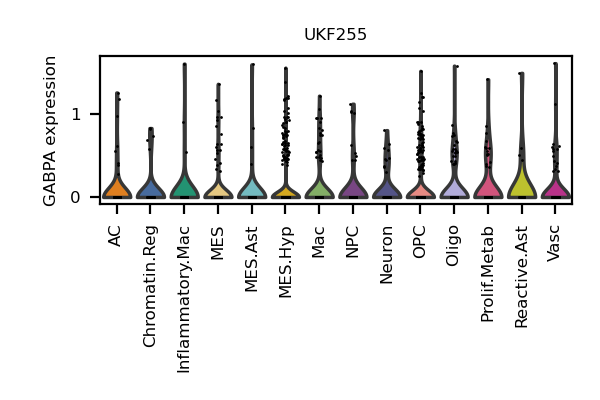 UKF255
GABPA expression
1
0
AC
Chromatin.Reg
Inflammatory.Mac
MES
MES.Ast
MES.Hyp
Mac
NPC
Neuron
OPC
Oligo
Prolif.Metab
Reactive.Ast
Vasc